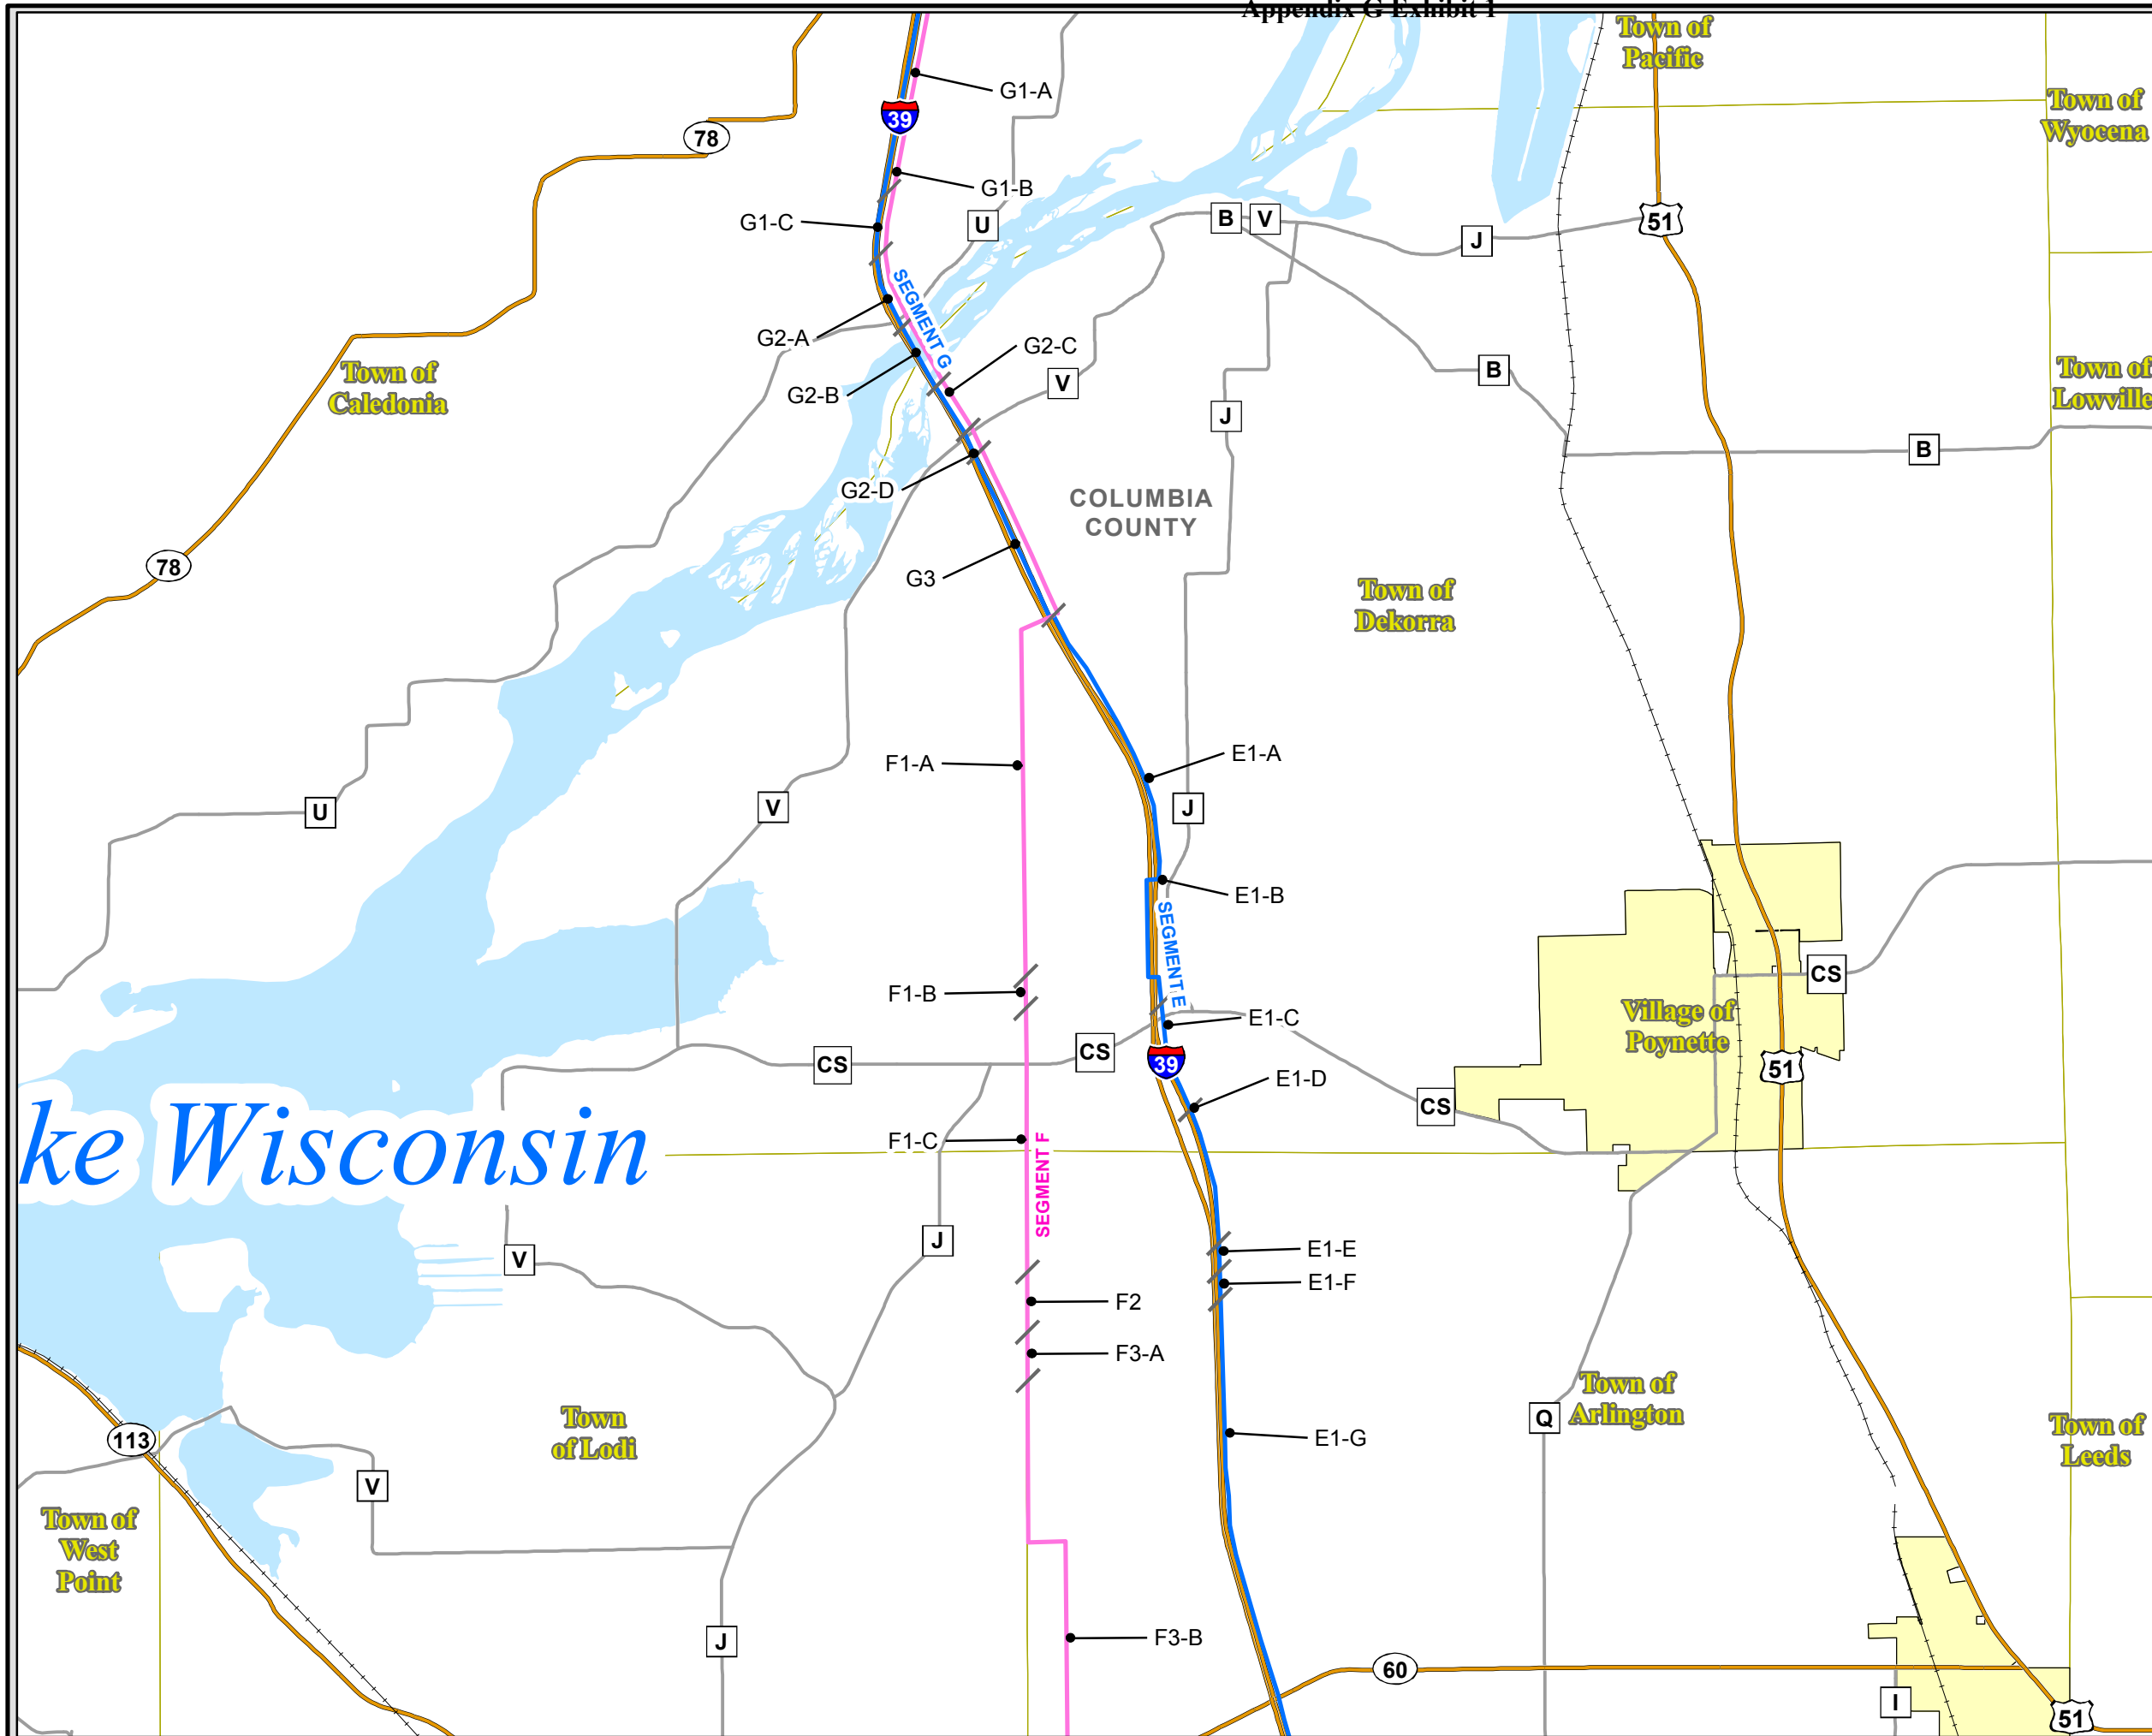 Appendix G Exhibit 1
Town of
Pacific
G1-A
39
78
Town of
Wyocena
G1-B
G1-C
U
B
V
J
51
SEGMENT G
G2-A
G2-C
G2-B
V
B
Town of
Caledonia
Town of
Lowville
J
B
G2-D
COLUMBIA
COUNTY
78
G3
Town of
Dekorra
F1-A
E1-A
U
V
J
E1-B
SEGMENT E
F1-B
CS
Village of
Poynette
E1-C
CS
CS
39
51
E1-D
CS
ke Wisconsin
F1-C
SEGMENT F
J
V
E1-E
E1-F
F2
F3-A
Town of
Arlington
Q
113
Town
of Lodi
E1-G
Town of
Leeds
V
Town of
West
Point
J
F3-B
60
I
51